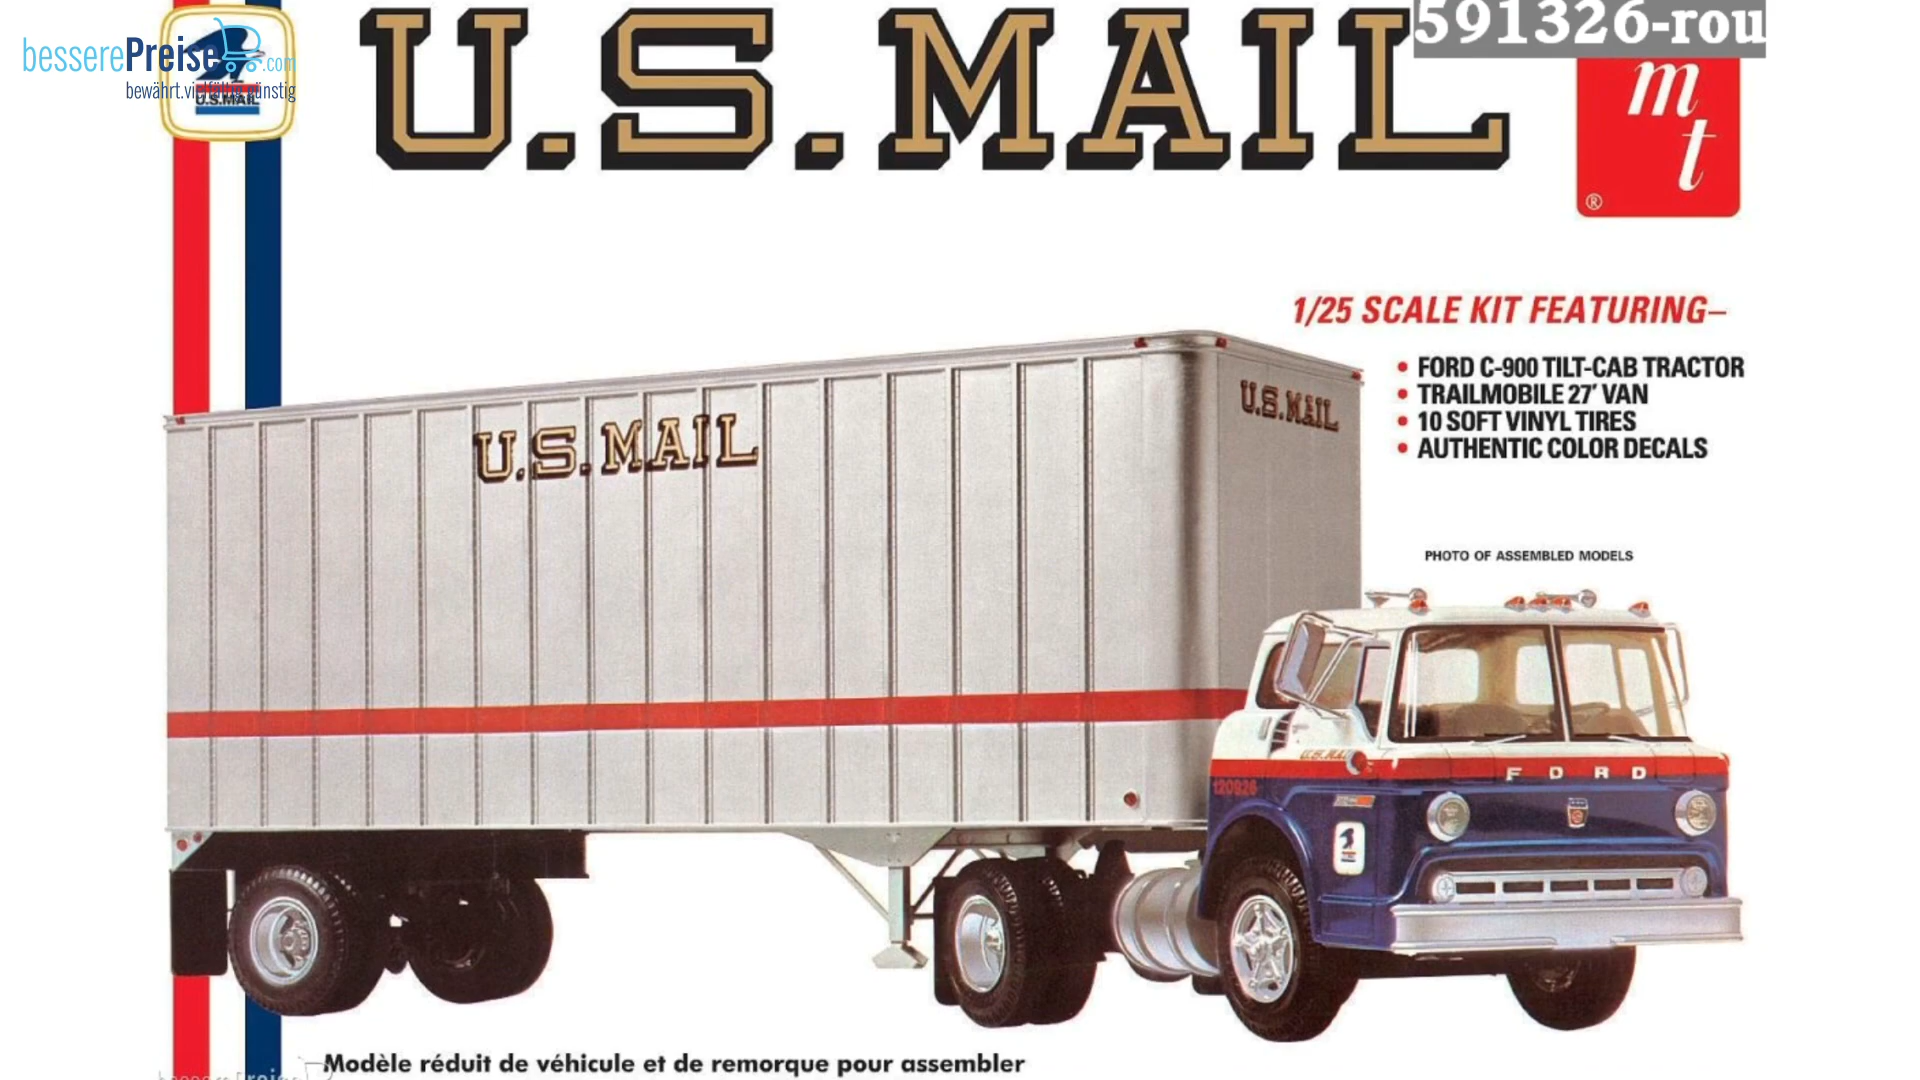 besserePreise.com
bewährt.vielfältig.günstig
U.S.MAIL
U.S.MAIL
591326-rou
mt
®
1/25 SCALE KIT FEATURING–
• FORD C-900 TILT-CAB TRACTOR
• TRAILMOBILE 27' VAN
• 10 SOFT VINYL TIRES
• AUTHENTIC COLOR DECALS
U.S.MAIL
U.S.MAIL
PHOTO OF ASSEMBLED MODELS
U.S.MAIL
FORD
120926
Modèle réduit de véhicule et de remorque pour assembler